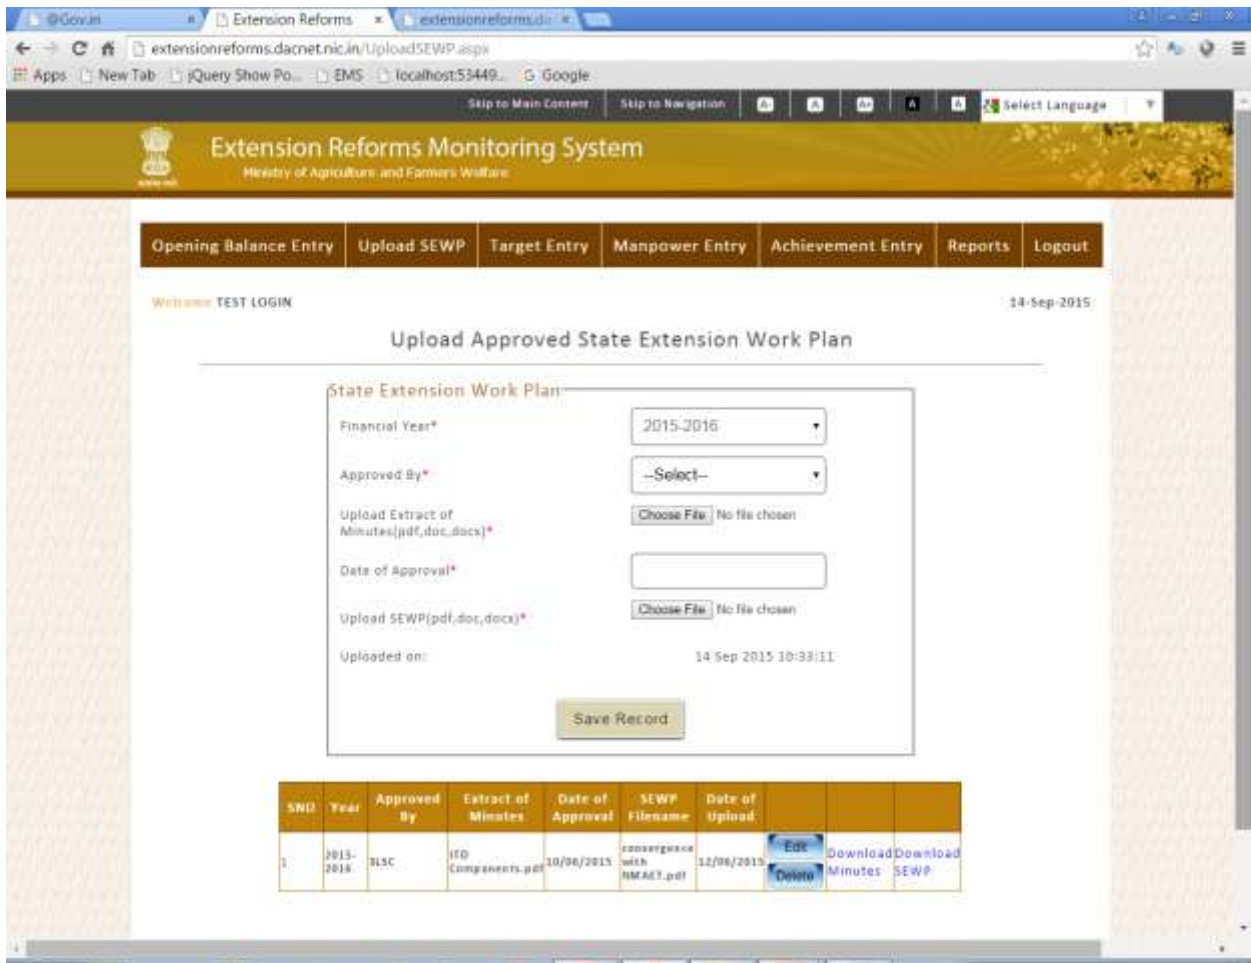 @Gov.in
Extension Reforms
extensionreforms.da
extensionreforms.dacnet.nic.in/UploadSEWP.aspx
Apps New Tab jQuery Show Po... EMS localhost:53449... Google
Skip to Main Content Skip to Navigation A- A A+ A A Select Language
Extension Reforms Monitoring System
Ministry of Agriculture and Farmers Welfare
Opening Balance Entry Upload SEWP Target Entry Manpower Entry Achievement Entry Reports Logout
Welcome TEST LOGIN 14-Sep-2015
Upload Approved State Extension Work Plan
State Extension Work Plan
Financial Year* 2015-2016
Approved By* --Select--
Upload Extract of
Minutes(pdf,doc,docx)* Choose File No file chosen
Date of Approval*
Upload SEWP(pdf,doc,docx)* Choose File No file chosen
Uploaded on: 14 Sep 2015 10:33:11
Save Record
SNO Year Approved By Extract of Minutes Date of Approval SEWP Filename Date of Upload
1 2015-2016 SLSC ITD Components.pdf 10/06/2015 convergence with NMAET.pdf 12/06/2015 Edit Delete Download Minutes Download SEWP